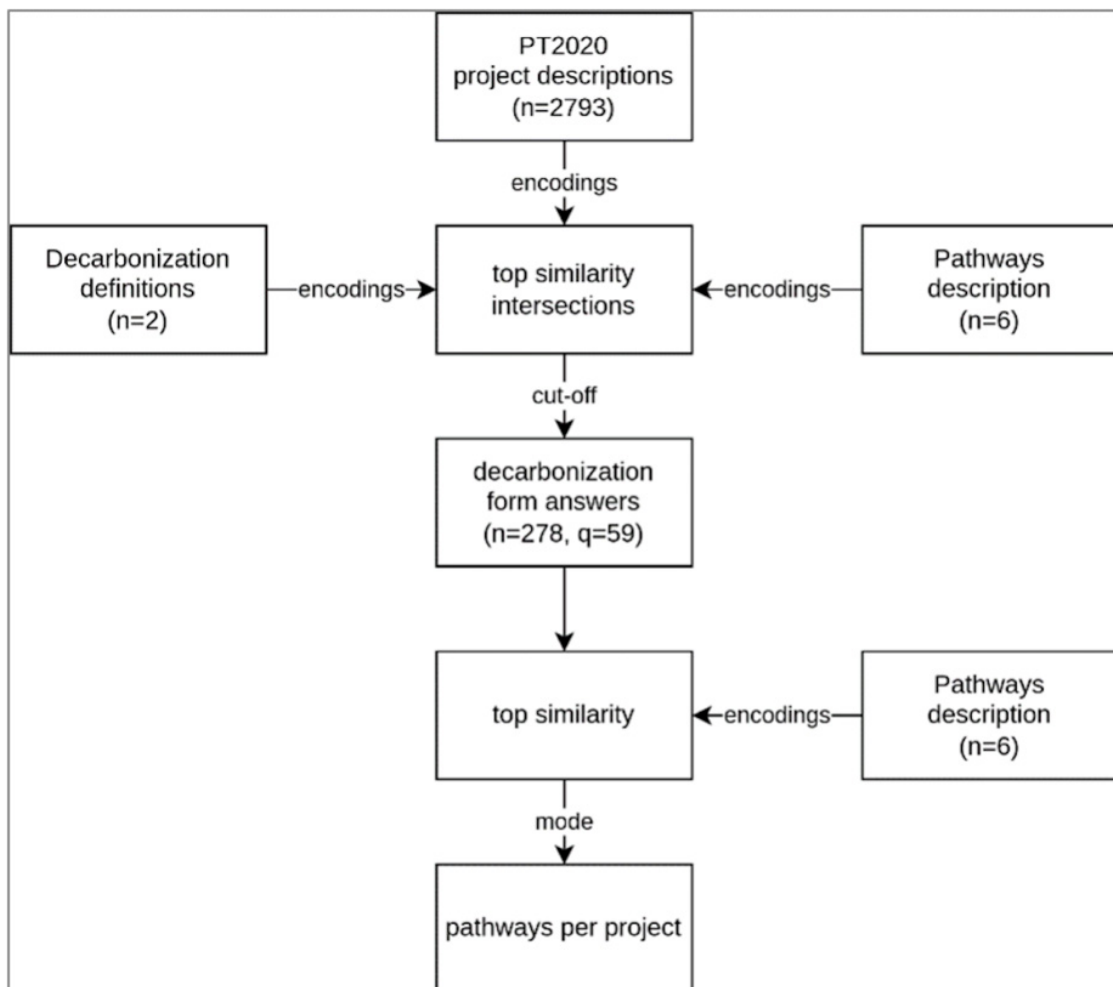 PT2020
project descriptions
(n=2793)
encodings
Decarbonization
definitions
(n=2)
encodings
top similarity
intersections
encodings
Pathways
description
(n=6)
cut-off
decarbonization
form answers
(n=278, q=59)
top similarity
encodings
Pathways
description
(n=6)
mode
pathways per project